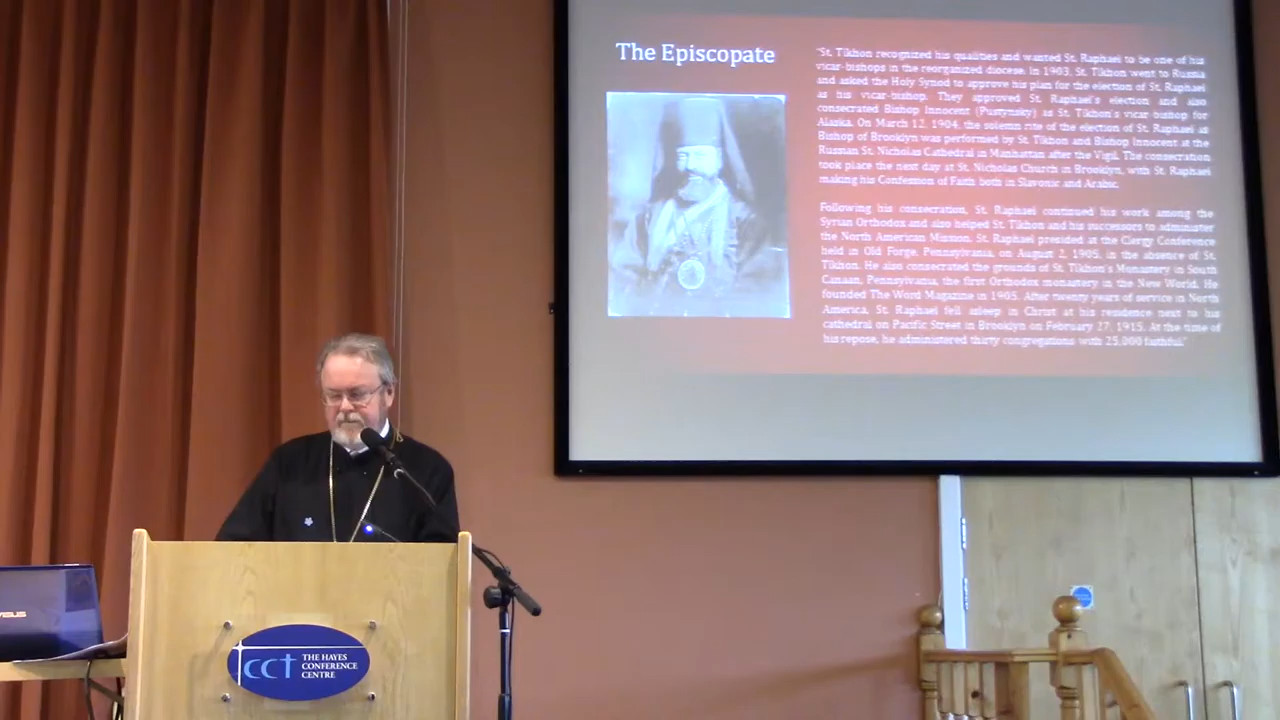 The Episcopate
"St. Tikhon recognized his qualities and wanted St. Raphael to be one of his
vicar-bishops in the reorganized diocese. In 1903, St. Tikhon went to Russia
and asked the Holy Synod to approve his plan for the election of St. Raphael
as his vicar-bishop. They approved St. Raphael's election and also
consecrated Bishop Innocent (Pustynsky) as St. Tikhon's vicar bishop for
Alaska. On March 12, 1904, the solemn rite of the election of St. Raphael as
Bishop of Brooklyn was performed by St. Tikhon and Bishop Innocent at the
Russian St. Nicholas Cathedral in Manhattan after the Vigil. The consecration
took place the next day at St. Nicholas Church in Brooklyn, with St. Raphael
making his Confession of Faith both in Slavonic and Arabic.
Following his consecration, St. Raphael continued his work among the
Syrian Orthodox and also helped St. Tikhon and his successors to administer
the North American Mission. St. Raphael presided at the Clergy Conference
held in Old Forge, Pennsylvania, on August 2, 1905, in the absence of St.
Tikhon. He also consecrated the grounds of St. Tikhon's Monastery in South
Canaan, Pennsylvania, the first Orthodox monastery in the New World. He
founded The Word Magazine in 1905. After twenty years of service in North
America, St. Raphael fell asleep in Christ at his residence next to his
cathedral on Pacific Street in Brooklyn on February 27, 1915. At the time of
his repose, he administered thirty congregations with 25,000 faithful."
cct
THE HAYES
CONFERENCE
CENTRE
ASUS